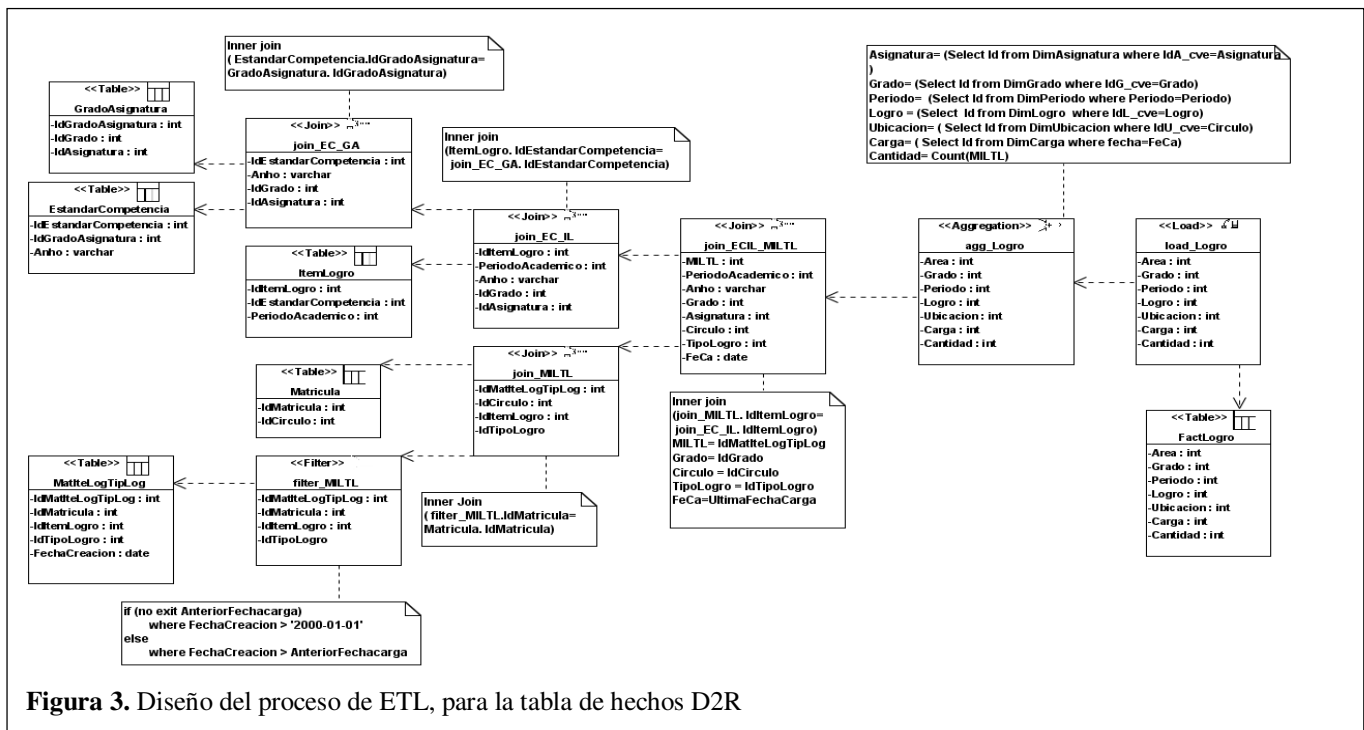 Inner join
( EstandarCompetencia.IdGradoAsignatura=
GradoAsignatura. IdGradoAsignatura)
<<Table>>
GradoAsignatura
-IdGradoAsignatura : int
-IdGrado : int
-IdAsignatura : int
<<Table>>
EstandarCompetencia
-IdEstandarCompetencia : int
-IdGradoAsignatura : int
-Anho : varchar
<<Join>>
join_EC_GA
-IdEstandarCompetencia : int
-Anho : varchar
-IdGrado : int
-IdAsignatura : int
Inner join
(ItemLogro. IdEstandarCompetencia=
join_EC_GA. IdEstandarCompetencia)
<<Table>>
ItemLogro
-IdItemLogro : int
-IdEstandarCompetencia : int
-PeriodoAcademico : int
<<Join>>
join_EC_IL
-IdItemLogro : int
-PeriodoAcademico : int
-Anho : varchar
-IdGrado : int
-IdAsignatura : int
<<Table>>
Matricula
-IdMatricula : int
-IdCirculo : int
<<Join>>
join_MILTL
-IdMatIteLogTipLog : int
-IdCirculo : int
-IdItemLogro : int
-IdTipoLogro
<<Table>>
MatIteLogTipLog
-IdMatIteLogTipLog : int
-IdMatricula : int
-IdItemLogro : int
-IdTipoLogro : int
-FechaCreacion : date
<<Filter>>
filter_MILTL
-IdMatIteLogTipLog : int
-IdMatricula : int
-IdItemLogro : int
-IdTipoLogro
Inner Join
( filter_MILTL.IdMatricula=
Matricula. IdMatricula)
if (no exit AnteriorFechacarga)
where FechaCreacion > '2000-01-01'
else
where FechaCreacion > AnteriorFechacarga
<<Join>>
join_ECIL_MILTL
-MILTL : int
-PeriodoAcademico : int
-Anho : varchar
-Grado : int
-Asignatura : int
-Circulo : int
-TipoLogro : int
-FeCa : date
Inner join
(join_MILTL. IdItemLogro=
join_EC_IL. IdItemLogro)
MILTL= IdMatIteLogTipLog
Grado= IdGrado
Circulo = IdCirculo
TipoLogro = IdTipoLogro
FeCa=UltimaFechaCarga
Asignatura= (Select Id from DimAsignatura where IdA_cve=Asignatura
)
Grado= (Select Id from DimGrado where IdG_cve=Grado)
Periodo= (Select Id from DimPeriodo where Periodo=Periodo)
Logro = (Select Id from DimLogro where IdL_cve=Logro)
Ubicacion= ( Select Id from DimUbicacion where IdU_cve=Circulo)
Carga= ( Select Id from DimCarga where fecha=FeCa)
Cantidad= Count(MILTL)
<<Aggregation>>
agg_Logro
-Area : int
-Grado : int
-Periodo : int
-Logro : int
-Ubicacion : int
-Carga : int
-Cantidad : int
<<Load>>
load_Logro
-Area : int
-Grado : int
-Periodo : int
-Logro : int
-Ubicacion : int
-Carga : int
-Cantidad : int
<<Table>>
FactLogro
-Area : int
-Grado : int
-Periodo : int
-Logro : int
-Ubicacion : int
-Carga : int
-Cantidad : int
Figura 3. Diseño del proceso de ETL, para la tabla de hechos D2R